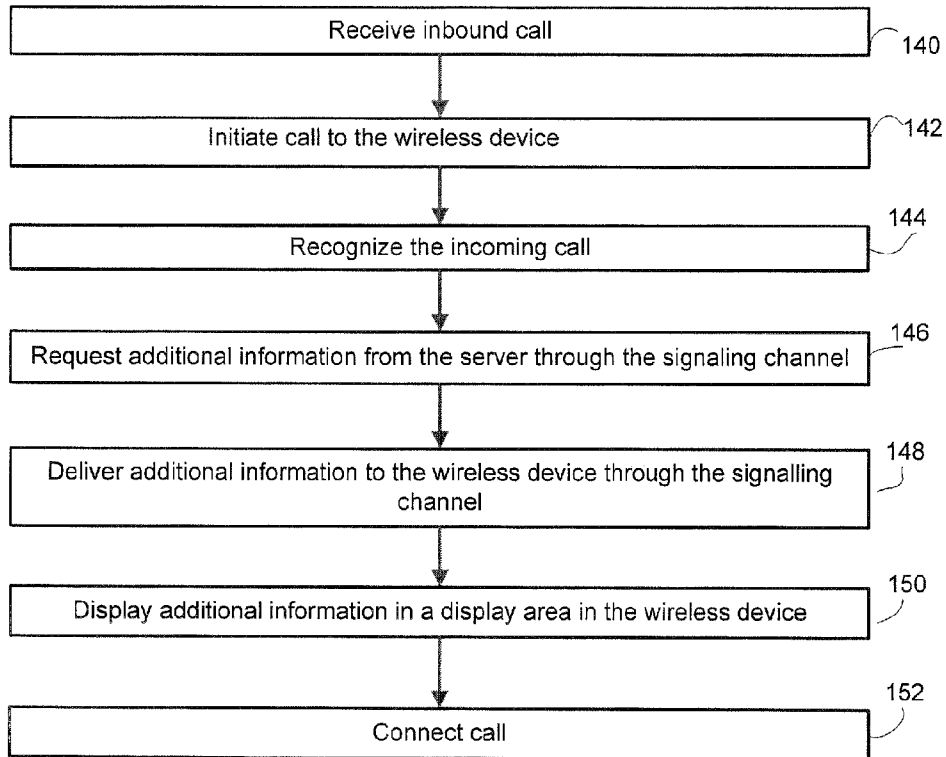 Receive inbound call
140
Initiate call to the wireless device
142
Recognize the incoming call
144
Request additional information from the server through the signaling channel
146
Deliver additional information to the wireless device through the signalling
channel
148
Display additional information in a display area in the wireless device
150
Connect call
152